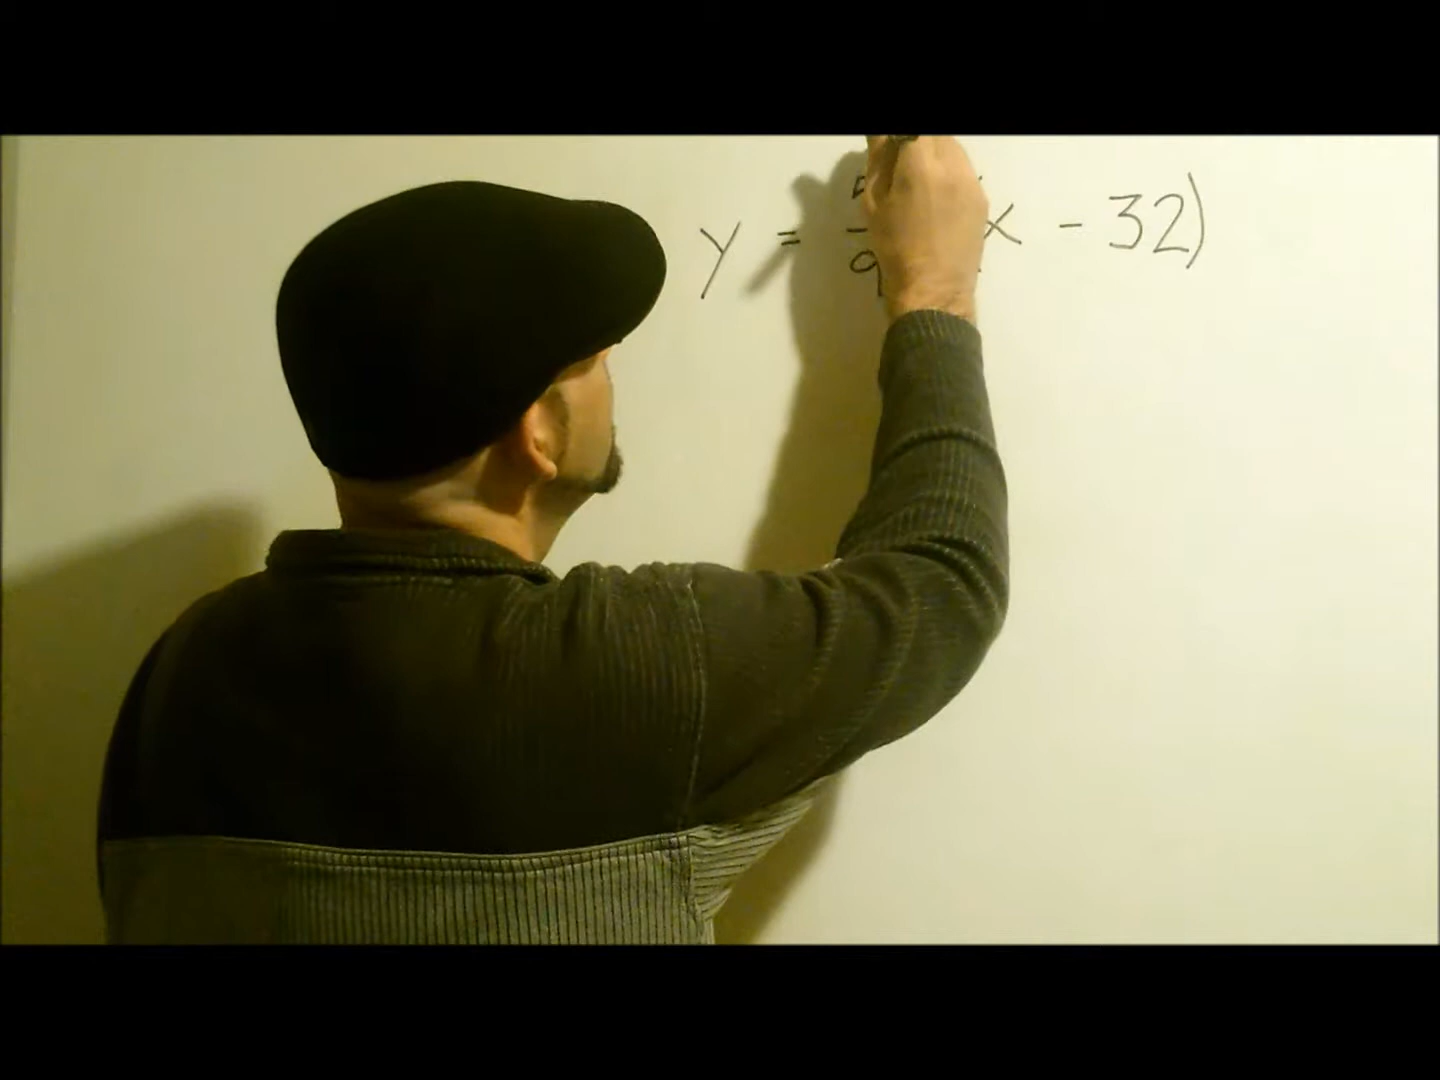 y = 5/9 (x - 32)